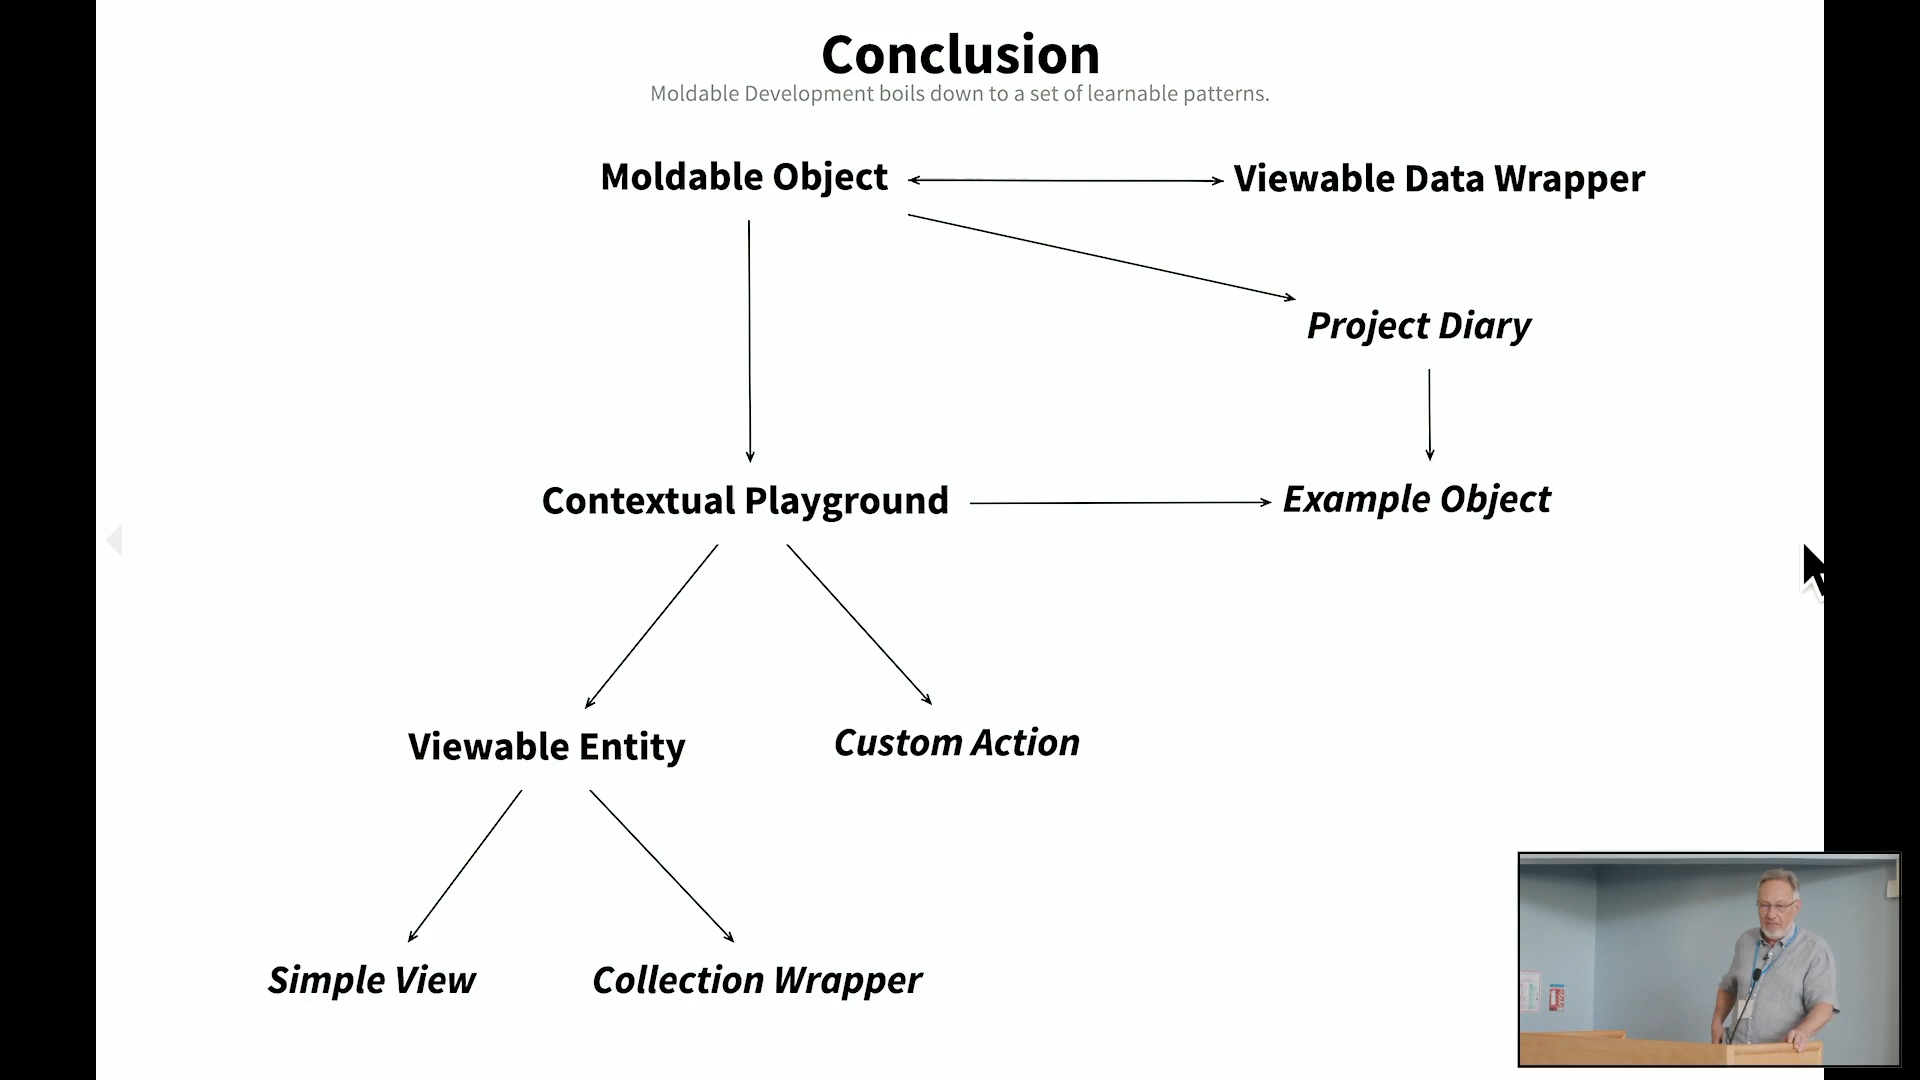 Conclusion
Moldable Development boils down to a set of learnable patterns.
Moldable Object
Viewable Data Wrapper
Project Diary
Contextual Playground
Example Object
Viewable Entity
Custom Action
Simple View
Collection Wrapper